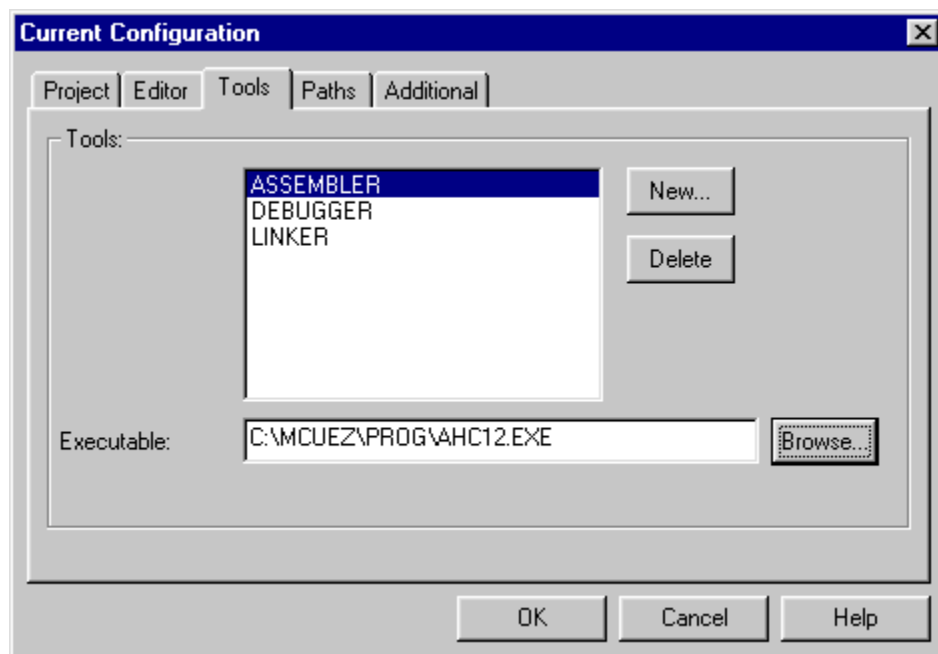 Current Configuration
Project Editor Tools Paths Additional
Tools:
ASSEMBLER
DEBUGGER
LINKER
New...
Delete
Executable: C:\MCUEZ\PROG\AHC12.EXE Browse...
OK Cancel Help